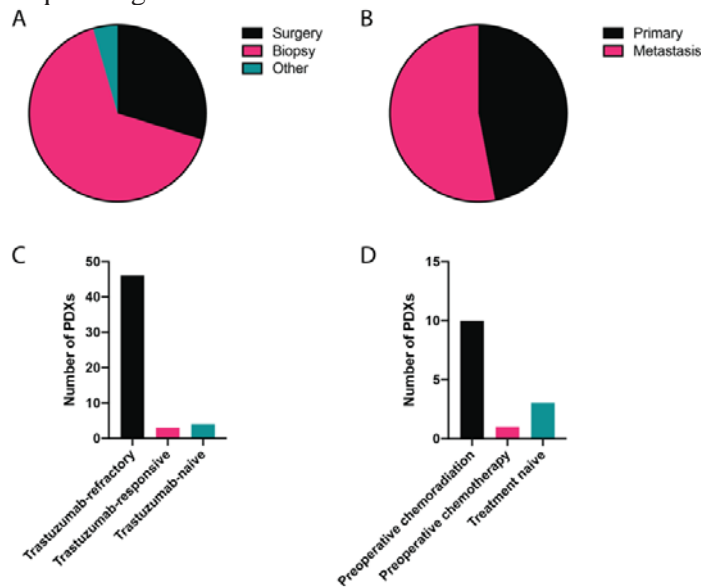 A
Surgery
Biopsy
Other
B
Primary
Metastasis
C
Number of PDXs
50
40
30
20
10
0
Trastuzumab-refractory
Trastuzumab-responsive
Trastuzumab-naive
D
Number of PDXs
15
10
5
0
Preoperative chemoradiation
Preoperative chemotherapy
Treatment naive